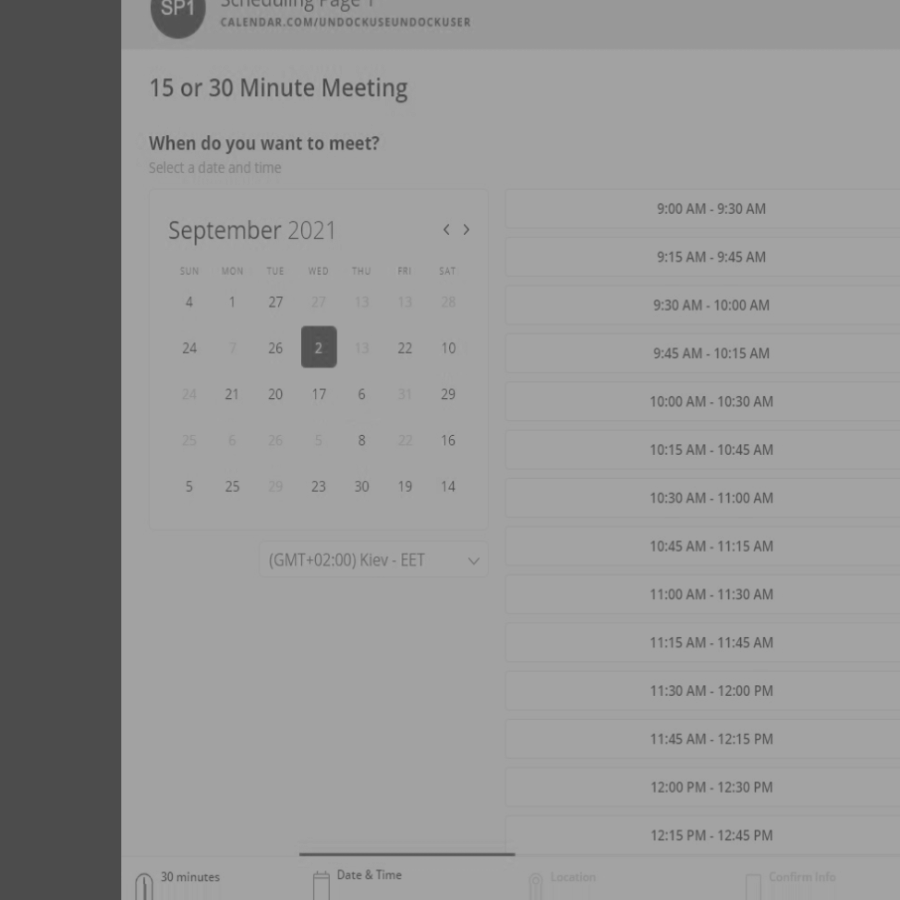 SP1
Scheduling Page 1
CALENDAR.COM/UNDOCKUSEUNDOCKUSER
15 or 30 Minute Meeting
When do you want to meet?
Select a date and time
September 2021
SUN MON TUE WED THU FRI SAT
4 1 27 27 13 13 28
24 7 26 2 13 22 10
24 21 20 17 6 31 29
25 6 26 5 8 22 16
5 25 29 23 30 19 14
(GMT+02:00) Kiev - EET
9:00 AM - 9:30 AM
9:15 AM - 9:45 AM
9:30 AM - 10:00 AM
9:45 AM - 10:15 AM
10:00 AM - 10:30 AM
10:15 AM - 10:45 AM
10:30 AM - 11:00 AM
10:45 AM - 11:15 AM
11:00 AM - 11:30 AM
11:15 AM - 11:45 AM
11:30 AM - 12:00 PM
11:45 AM - 12:15 PM
12:00 PM - 12:30 PM
12:15 PM - 12:45 PM
30 minutes
Date & Time
Location
Confirm Info